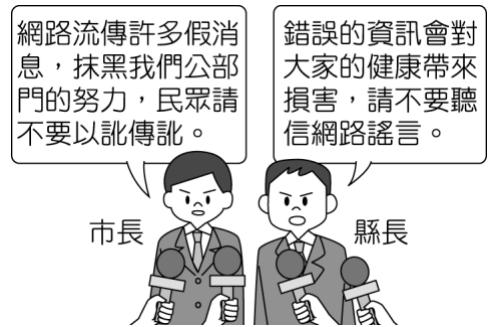 網路流傳許多假消
息，抹黑我們公部
門的努力，民眾請
不要以訛傳訛。
錯誤的資訊會對
大家的健康帶來
損害，請不要聽
信網路謠言。
市長
縣長